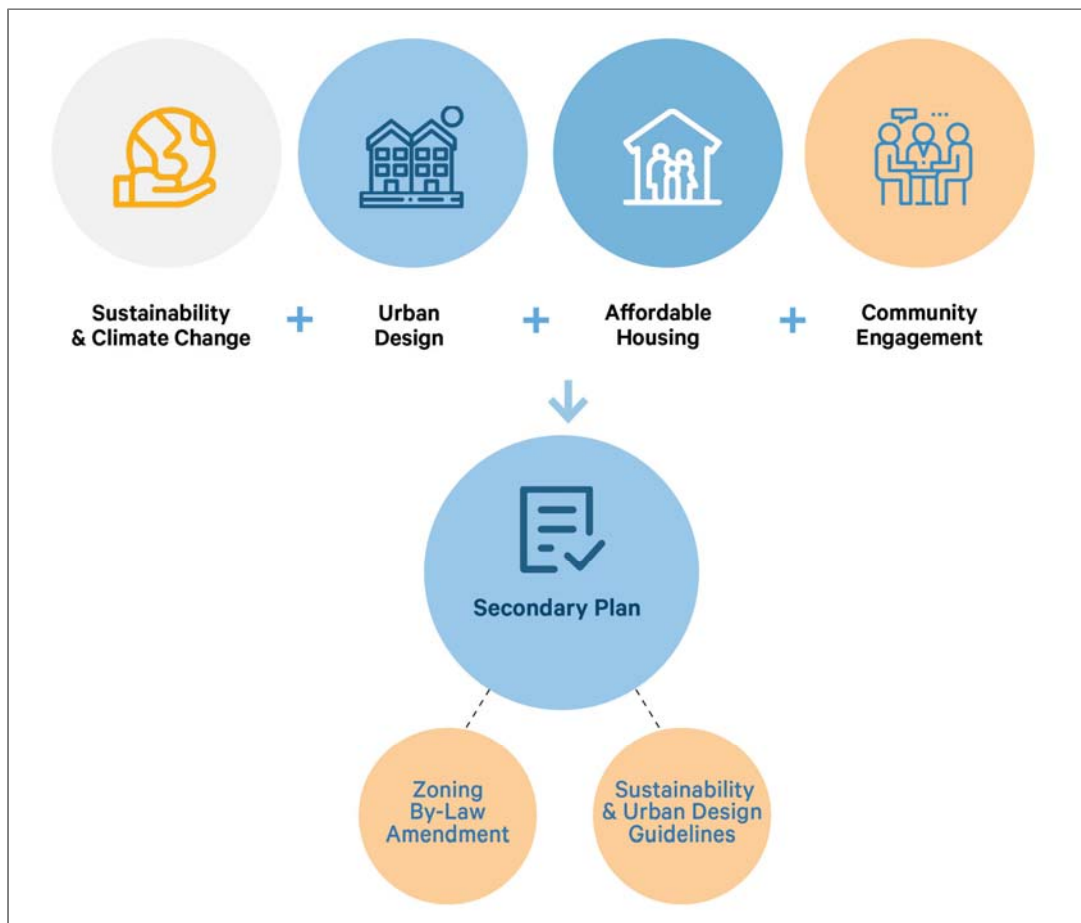 Sustainability
& Climate Change
+
Urban
Design
+
Affordable
Housing
+
Community
Engagement
Secondary Plan
Zoning
By-Law
Amendment
Sustainability
& Urban Design
Guidelines